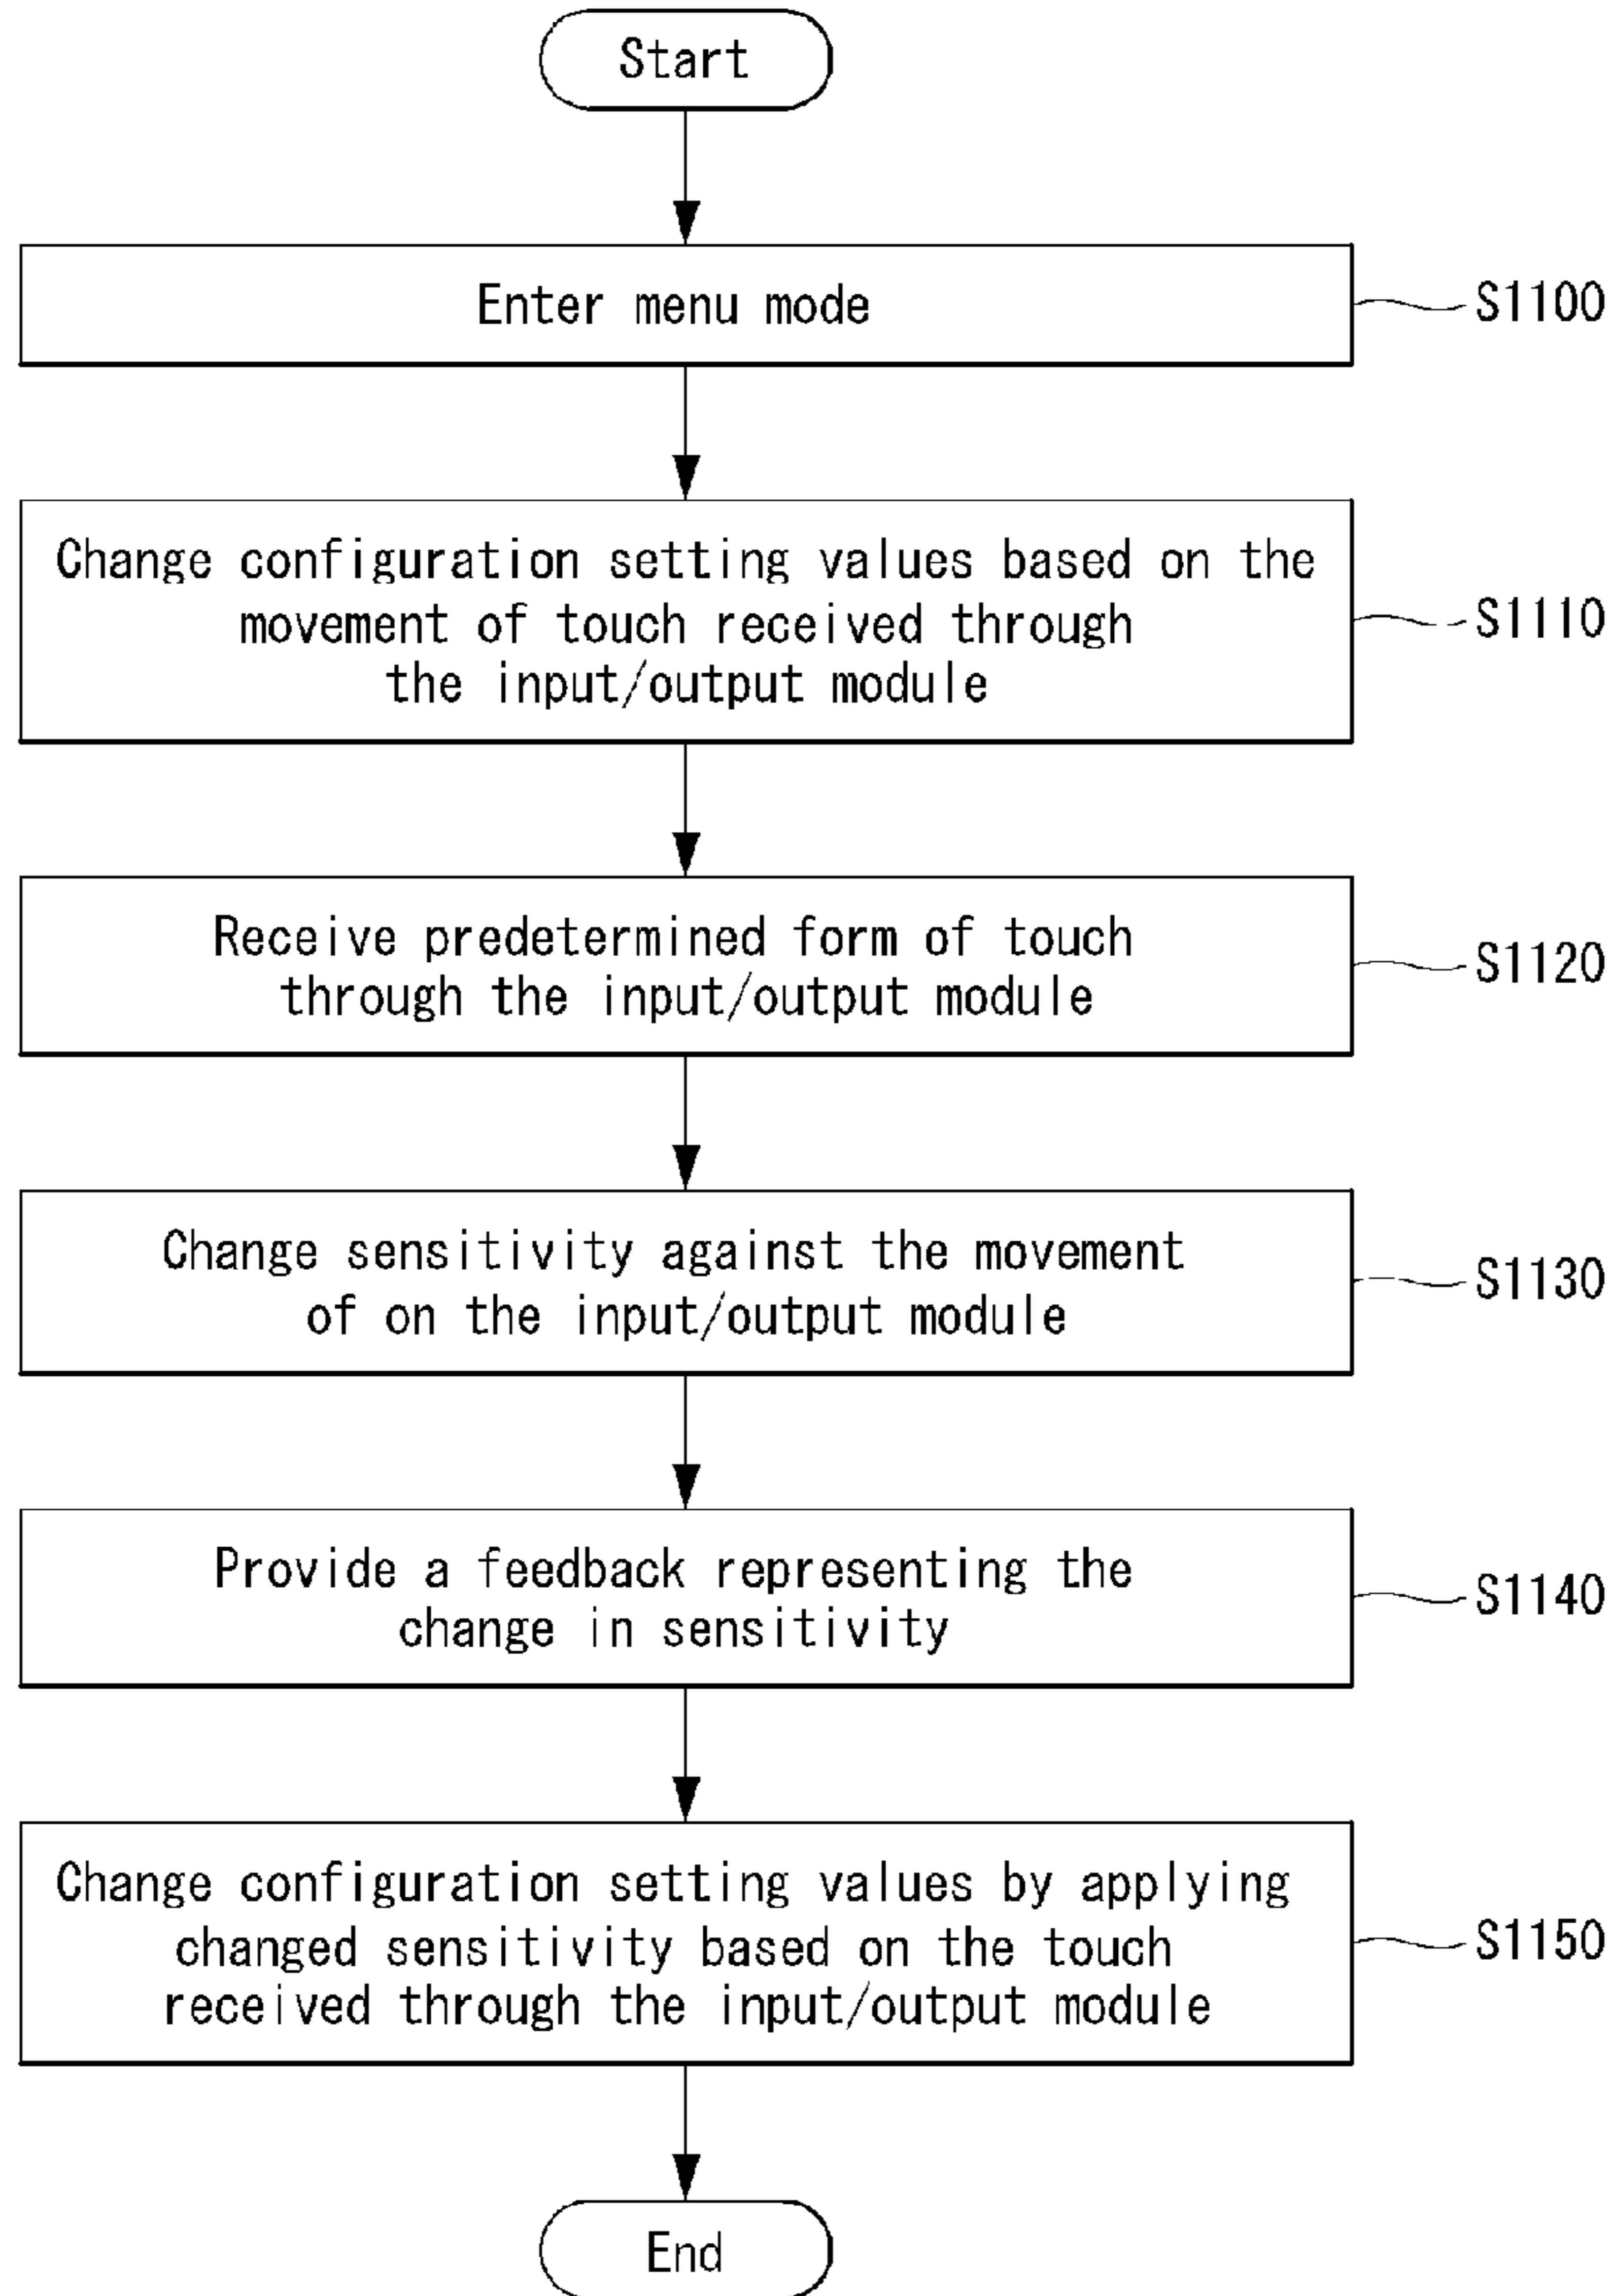 Start
Enter menu mode
S1100
Change configuration setting values based on the
movement of touch received through
the input/output module
S1110
Receive predetermined form of touch
through the input/output module
S1120
Change sensitivity against the movement
of on the input/output module
S1130
Provide a feedback representing the
change in sensitivity
S1140
Change configuration setting values by applying
changed sensitivity based on the touch
received through the input/output module
S1150
End